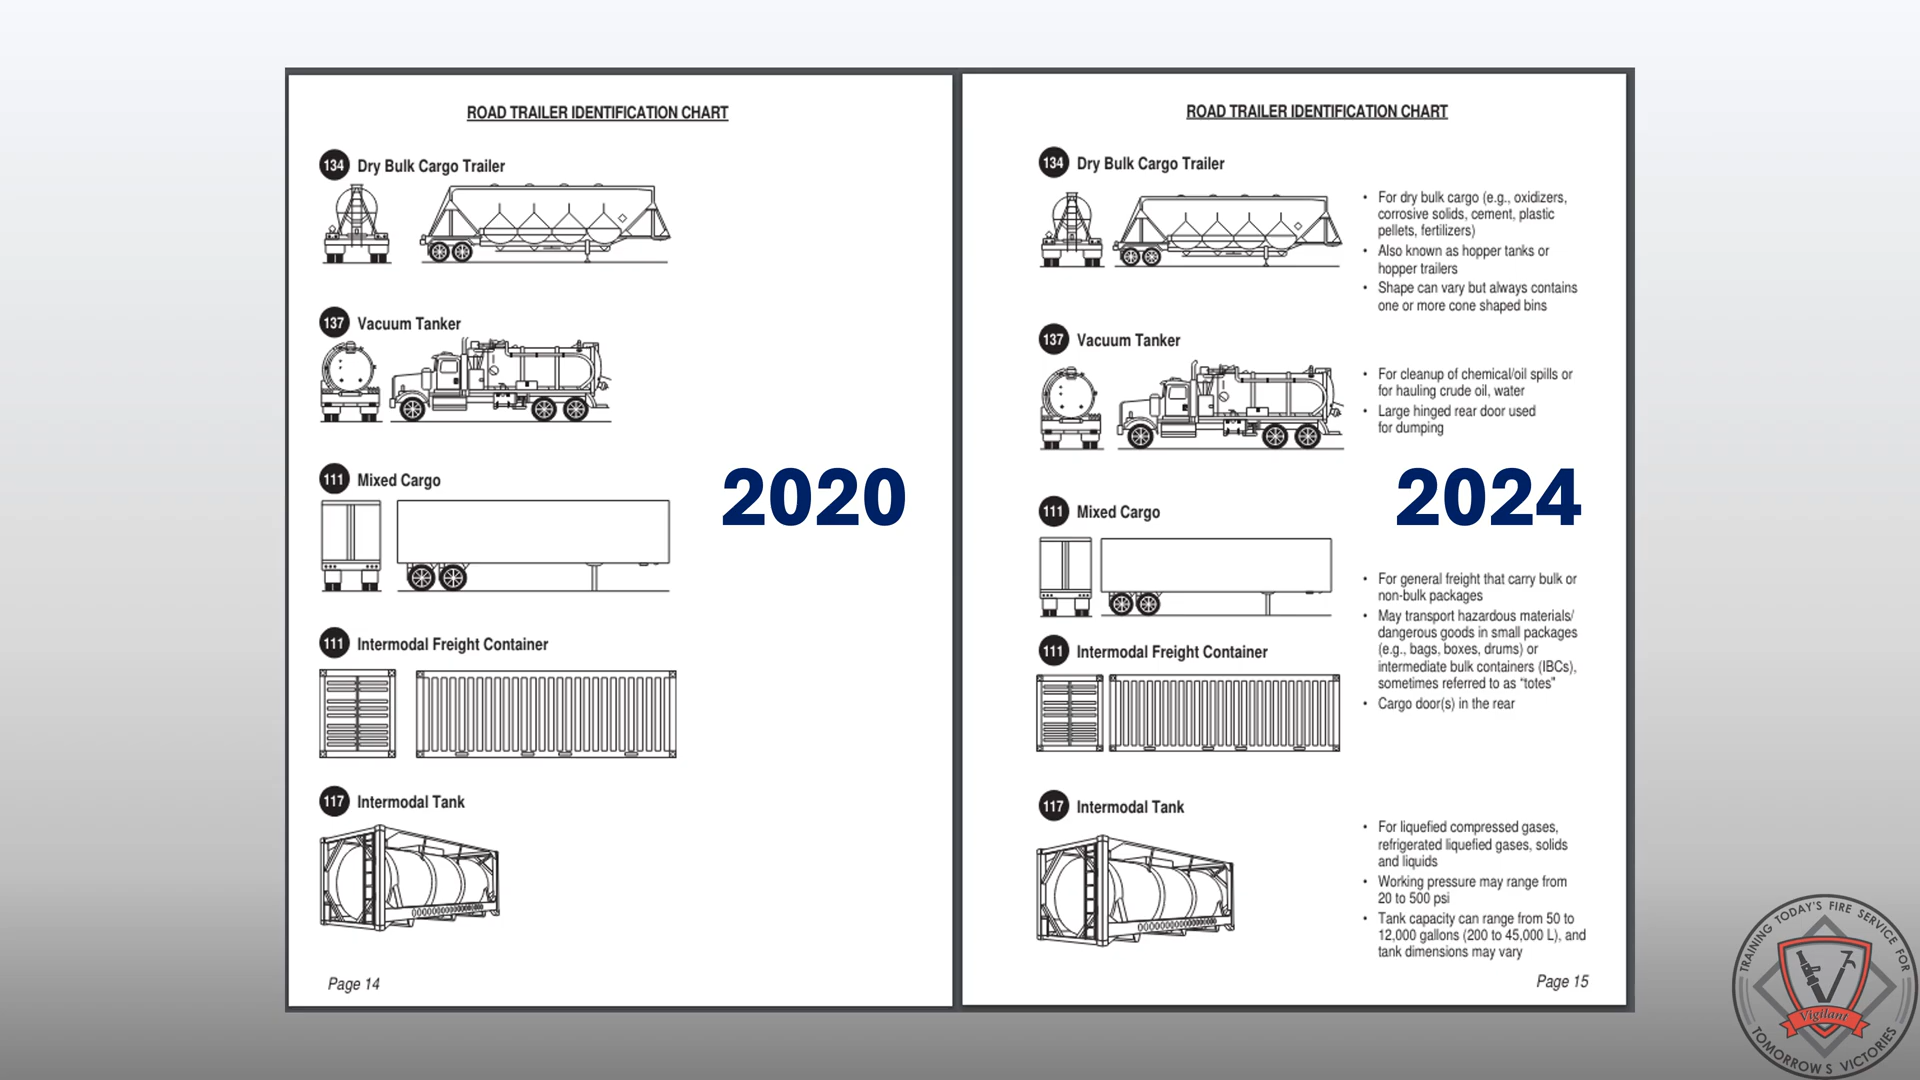 ROAD TRAILER IDENTIFICATION CHART
134 Dry Bulk Cargo Trailer
137 Vacuum Tanker
111 Mixed Cargo
2020
111 Intermodal Freight Container
117 Intermodal Tank
Page 14
ROAD TRAILER IDENTIFICATION CHART
134 Dry Bulk Cargo Trailer
• For dry bulk cargo (e.g., oxidizers,
corrosive solids, cement, plastic
pellets, fertilizers)
• Also known as hopper tanks or
hopper trailers
• Shape can vary but always contains
one or more cone shaped bins
137 Vacuum Tanker
• For cleanup of chemical/oil spills or
for hauling crude oil, water
• Large hinged rear door used
for dumping
2024
111 Mixed Cargo
• For general freight that carry bulk or
non-bulk packages
• May transport hazardous materials/
dangerous goods in small packages
(e.g., bags, boxes, drums) or
intermediate bulk containers (IBCs),
sometimes referred to as “totes”
• Cargo door(s) in the rear
111 Intermodal Freight Container
117 Intermodal Tank
• For liquefied compressed gases,
refrigerated liquefied gases, solids
and liquids
• Working pressure may range from
20 to 500 psi
• Tank capacity can range from 50 to
12,000 gallons (200 to 45,000 L), and
tank dimensions may vary
Page 15
TRAINING TODAY'S FIRE SERVICE FOR
Vigilant
TOMORROW'S VICTORIES